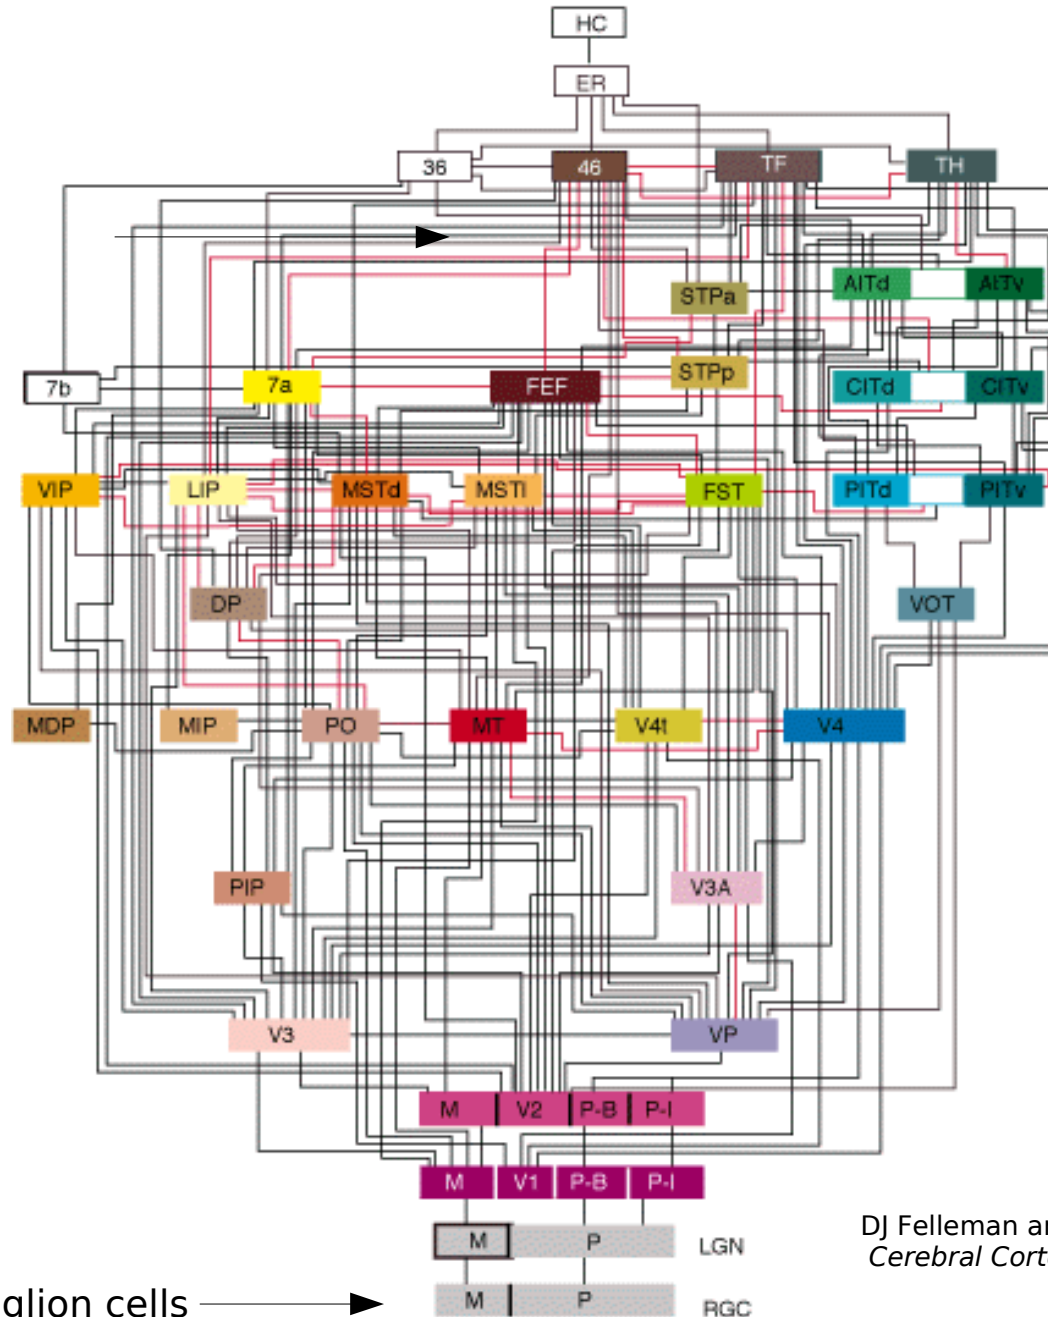 HC
ER
36 46 TF TH
STPa AITd AITv
7b 7a FEF STPp CITd CITv
VIP LIP MSTd MSTl FST PITd PITv
DP VOT
MDP MIP PO MT V4t V4
PIP V3A
V3 VP
M V2 P-B P-I
M V1 P-B P-I
M P LGN
DJ Felleman
Cerebral
glion cells M P RGC